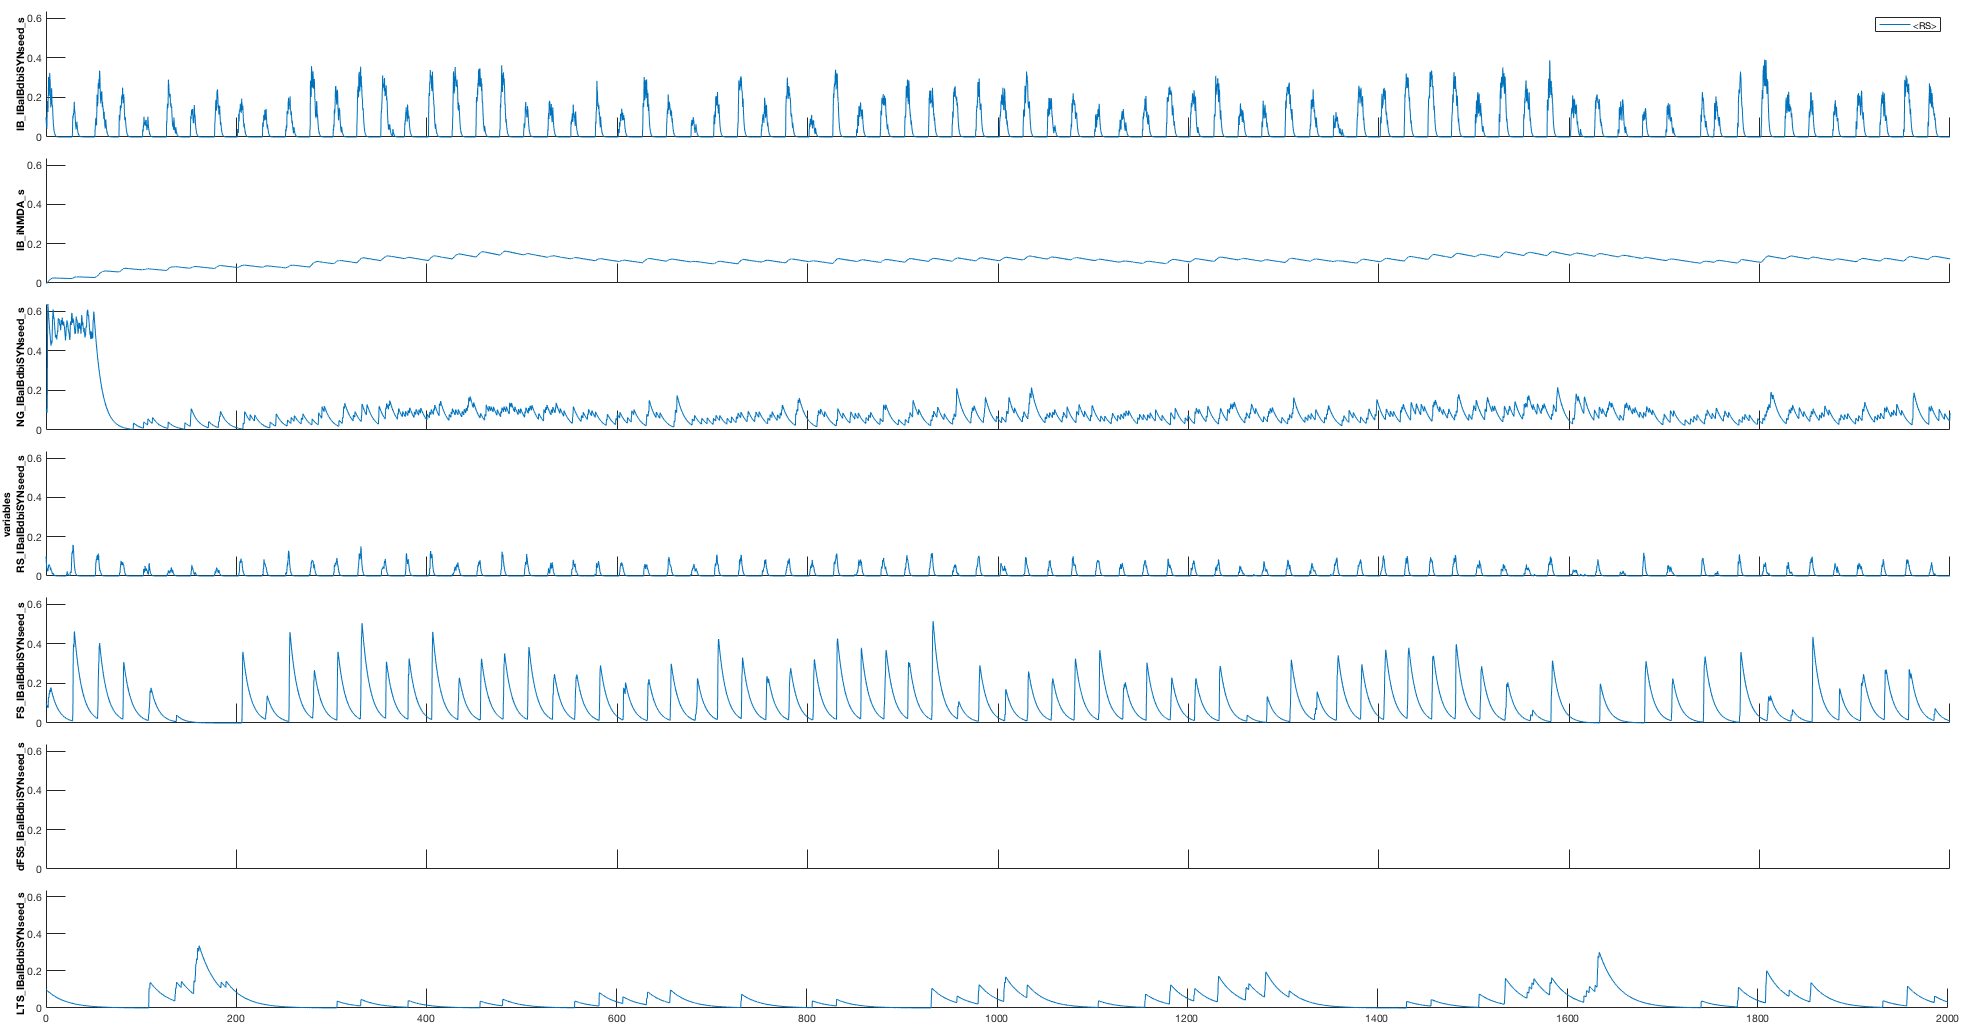 <RS>
variables
IB_IBaIBdbiSYNseed_s
0.6
0.4
0.2
0
IB_iNMDA_s
0.6
0.4
0.2
0
NG_IBaIBdbiSYNseed_s
0.6
0.4
0.2
0
RS_IBaIBdbiSYNseed_s
0.6
0.4
0.2
0
FS_IBaIBdbiSYNseed_s
0.6
0.4
0.2
0
dFS5_IBaIBdbiSYNseed_s
0.6
0.4
0.2
0
LTS_IBaIBdbiSYNseed_s
0.6
0.4
0.2
0
0 200 400 600 800 1000 1200 1400 1600 1800 2000